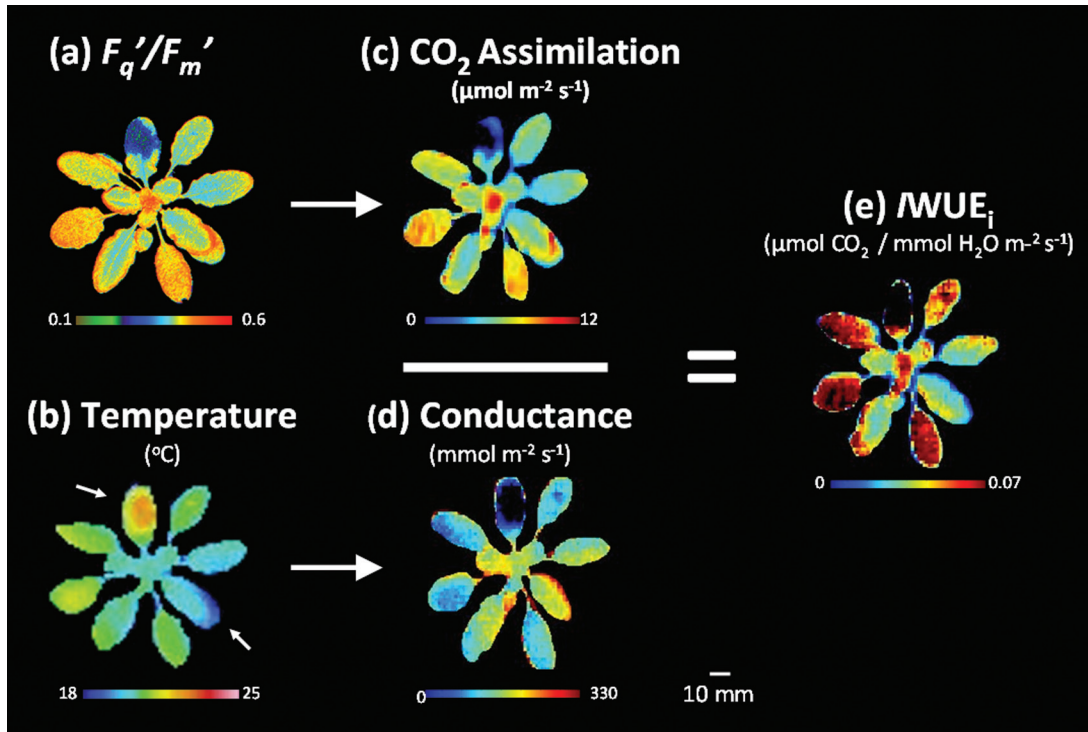 (a) Fq’/Fm’
0.1 0.6
(b) Temperature
(oC)
18 25
(c) CO2 Assimilation
(μmol m-2 s-1)
0 12
(d) Conductance
(mmol m-2 s-1)
0 330
=
(e) IWUEi
(μmol CO2 / mmol H2O m-2 s-1)
0 0.07
10 mm